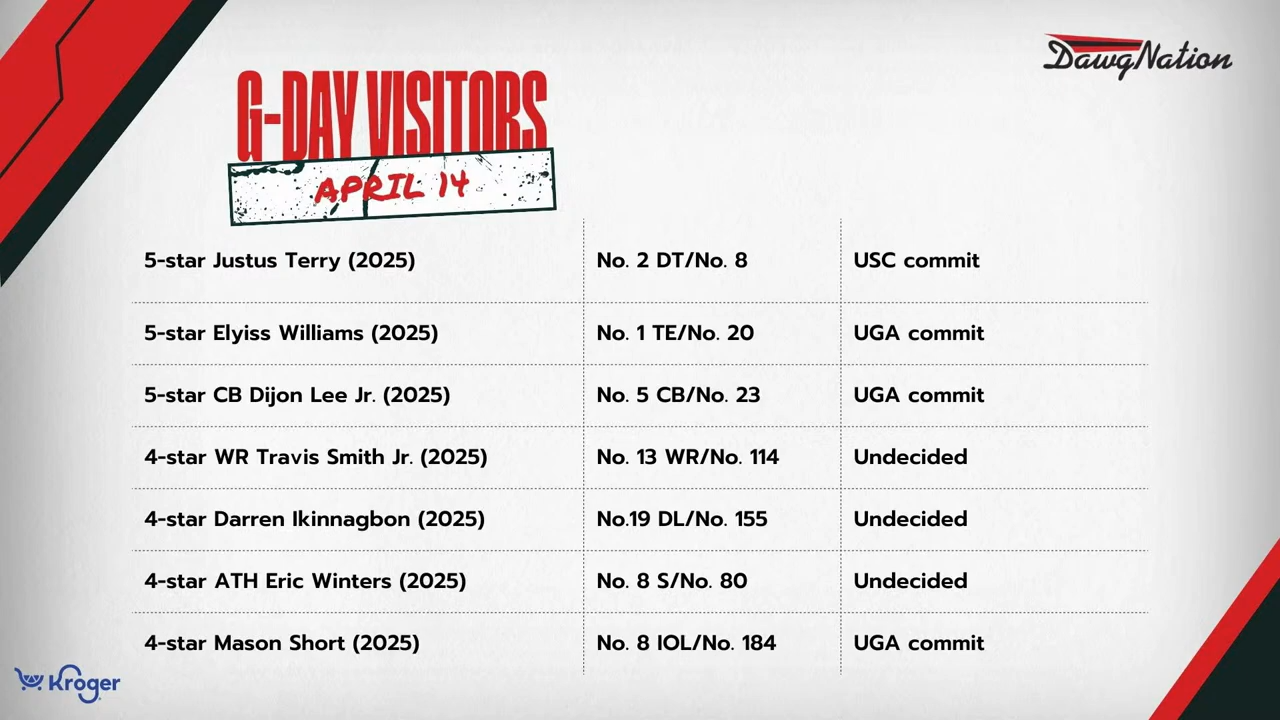 DawgNation
G-DAY VISITORS
APRIL 14
5-star Justus Terry (2025) No. 2 DT/No. 8 USC commit
5-star Elyiss Williams (2025) No. 1 TE/No. 20 UGA commit
5-star CB Dijon Lee Jr. (2025) No. 5 CB/No. 23 UGA commit
4-star WR Travis Smith Jr. (2025) No. 13 WR/No. 114 Undecided
4-star Darren Ikinnagbon (2025) No.19 DL/No. 155 Undecided
4-star ATH Eric Winters (2025) No. 8 S/No. 80 Undecided
4-star Mason Short (2025) No. 8 IOL/No. 184 UGA commit
Kroger